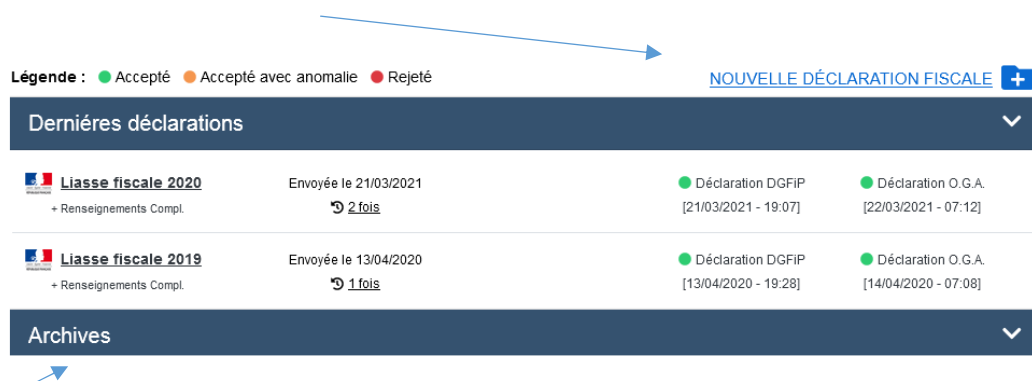 Légende : Accepté Accepté avec anomalie Rejeté NOUVELLE DÉCLARATION FISCALE
Derniéres déclarations
Liasse fiscale 2020 Envoyée le 21/03/2021 Déclaration DGFiP Déclaration O.G.A.
+ Renseignements Compl. 2 fois [21/03/2021 - 19:07] [22/03/2021 - 07:12]
Liasse fiscale 2019 Envoyée le 13/04/2020 Déclaration DGFiP Déclaration O.G.A.
+ Renseignements Compl. 1 fois [13/04/2020 - 19:28] [14/04/2020 - 07:08]
Archives